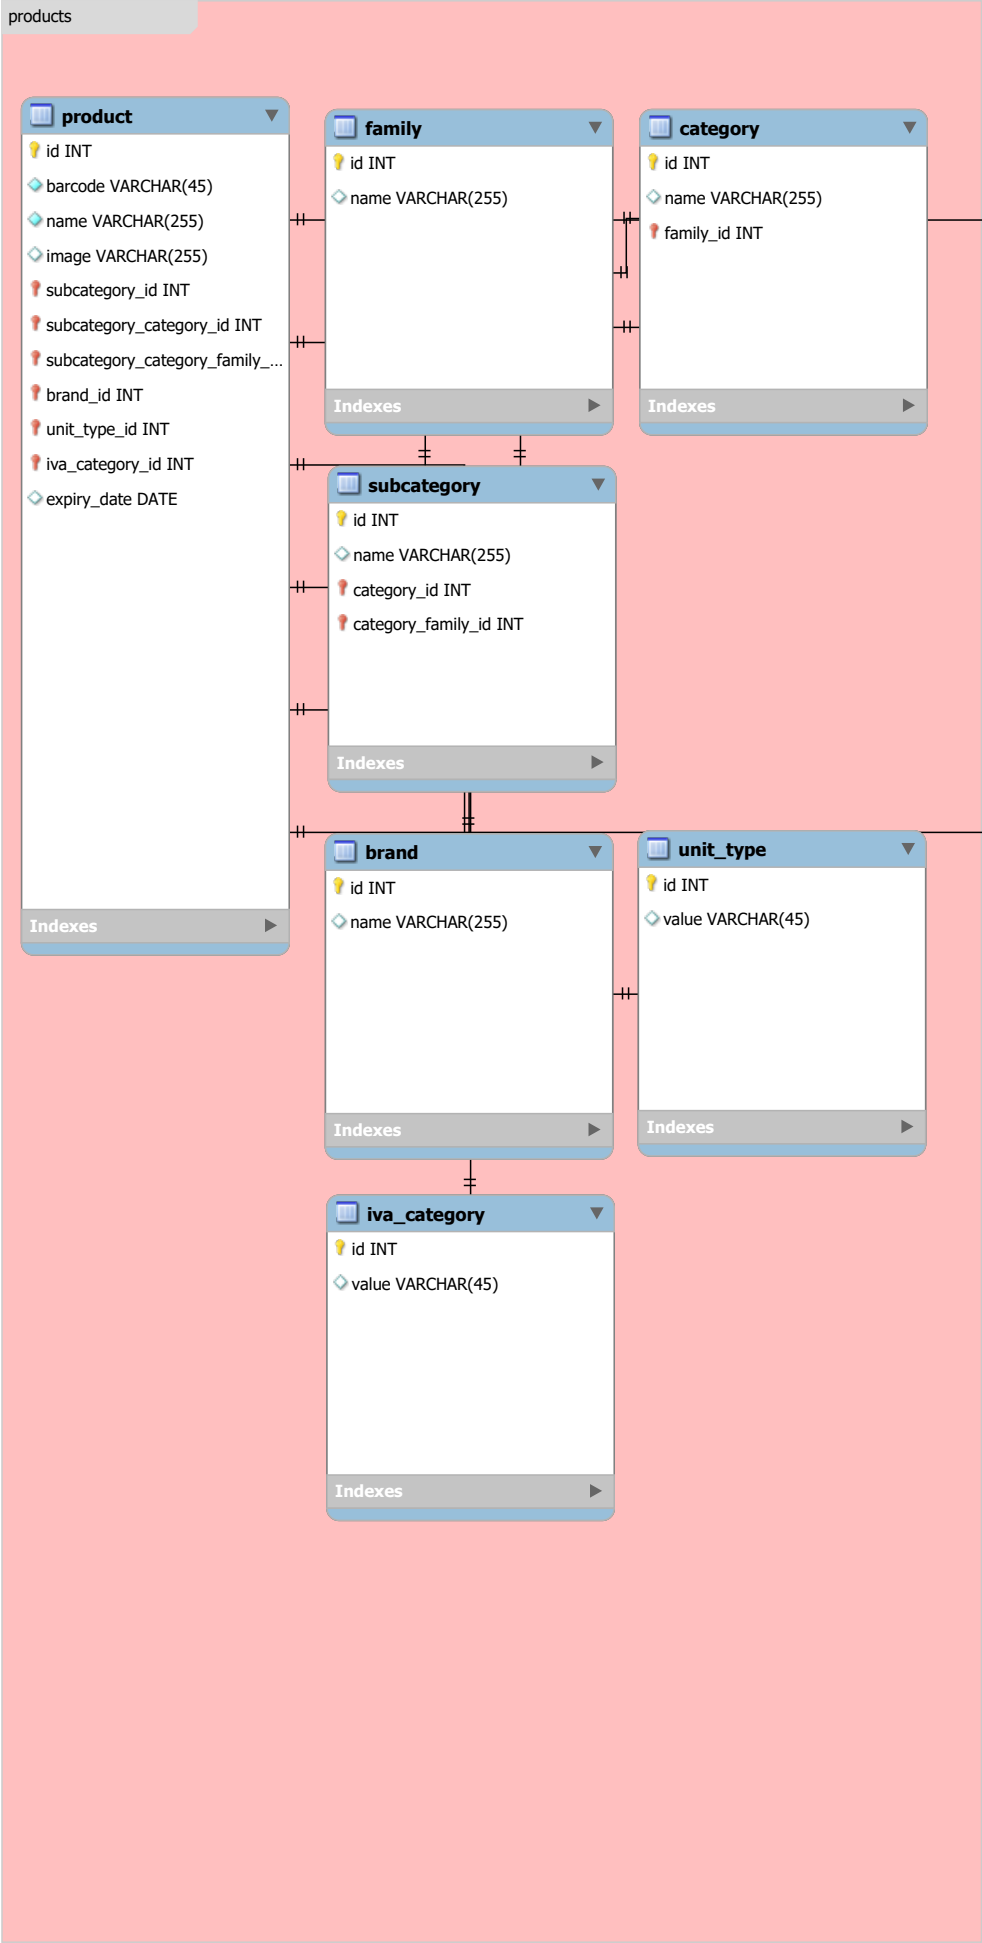 products
product
id INT
barcode VARCHAR(45)
name VARCHAR(255)
image VARCHAR(255)
subcategory_id INT
subcategory_category_id INT
subcategory_category_family_...
brand_id INT
unit_type_id INT
iva_category_id INT
expiry_date DATE
Indexes
family
id INT
name VARCHAR(255)
Indexes
category
id INT
name VARCHAR(255)
family_id INT
Indexes
subcategory
id INT
name VARCHAR(255)
category_id INT
category_family_id INT
Indexes
brand
id INT
name VARCHAR(255)
Indexes
unit_type
id INT
value VARCHAR(45)
Indexes
iva_category
id INT
value VARCHAR(45)
Indexes